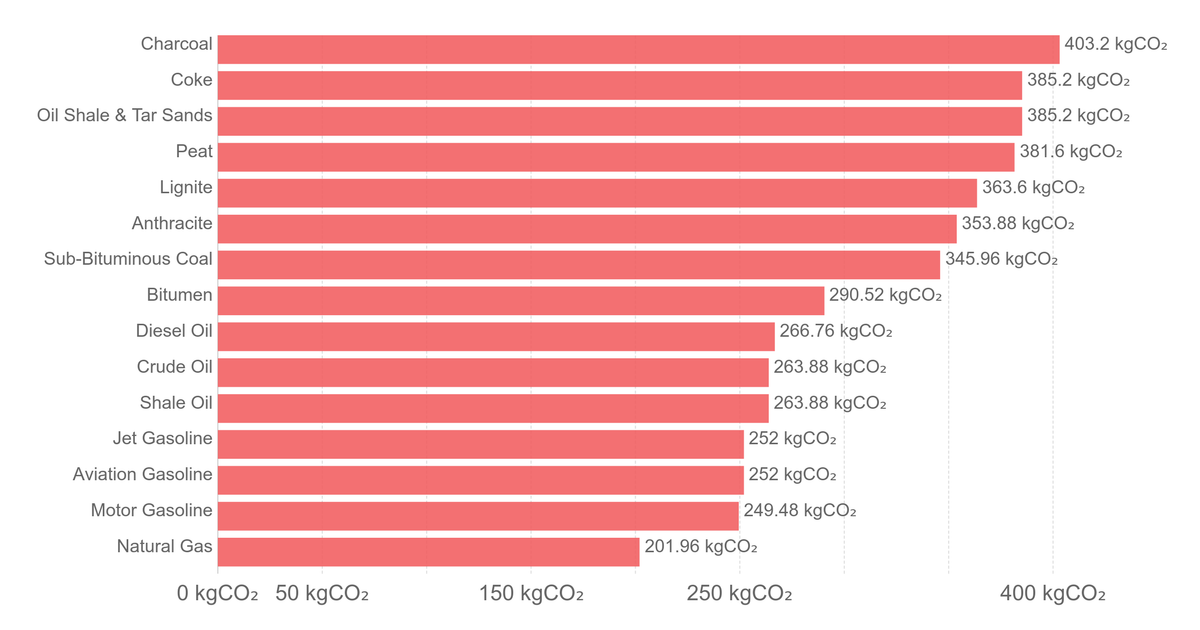 Charcoal 403.2 kgCO₂
Coke 385.2 kgCO₂
Oil Shale & Tar Sands 385.2 kgCO₂
Peat 381.6 kgCO₂
Lignite 363.6 kgCO₂
Anthracite 353.88 kgCO₂
Sub-Bituminous Coal 345.96 kgCO₂
Bitumen 290.52 kgCO₂
Diesel Oil 266.76 kgCO₂
Crude Oil 263.88 kgCO₂
Shale Oil 263.88 kgCO₂
Jet Gasoline 252 kgCO₂
Aviation Gasoline 252 kgCO₂
Motor Gasoline 249.48 kgCO₂
Natural Gas 201.96 kgCO₂
0 kgCO₂ 50 kgCO₂ 150 kgCO₂ 250 kgCO₂ 400 kgCO₂